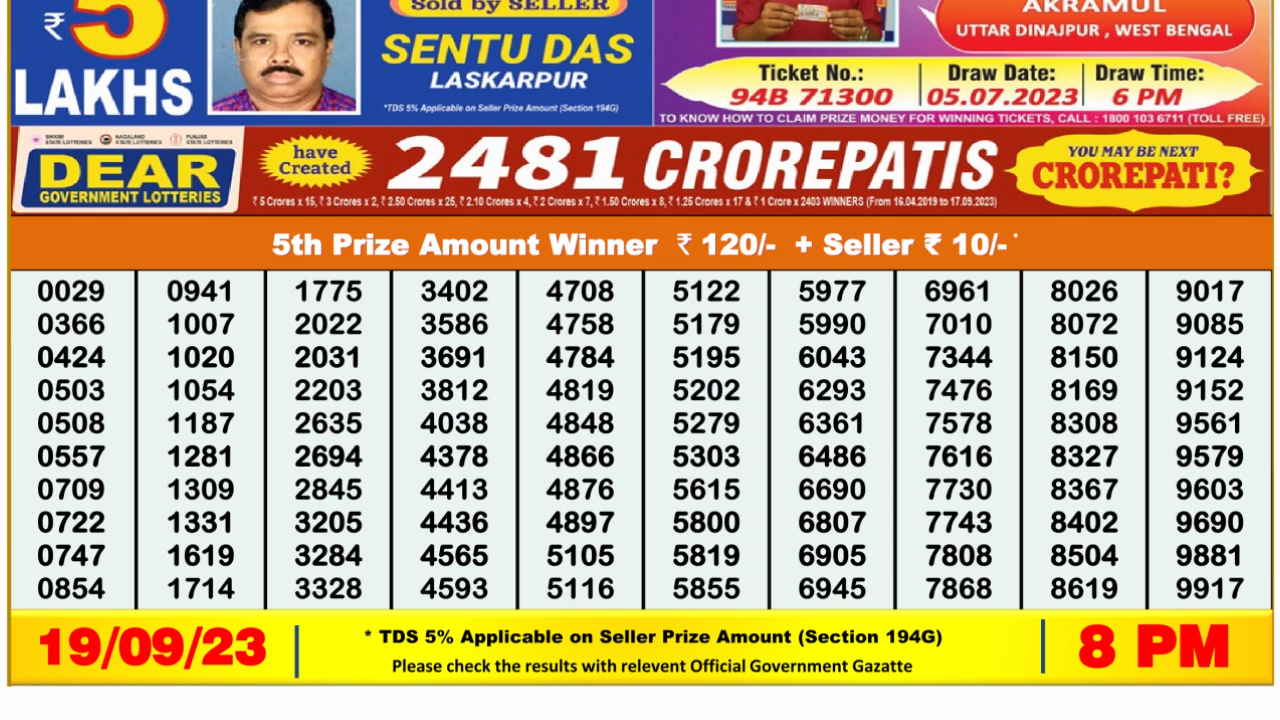 ₹ 5
LAKHS
Sold by SELLER
SENTU DAS
LASKARPUR
*TDS 5% Applicable on Seller Prize Amount (Section 194G)
AKRAMUL
UTTAR DINAJPUR , WEST BENGAL
Ticket No.: Draw Date: Draw Time:
94B 71300 05.07.2023 6 PM
TO KNOW HOW TO CLAIM PRIZE MONEY FOR WINNING TICKETS, CALL : 1800 103 6711 (TOLL FREE)
SIKKIM STATE LOTTERIES NAGALAND STATE LOTTERIES PUNJAB STATE LOTTERIES
DEAR
GOVERNMENT LOTTERIES
have
Created
2481 CROREPATIS
₹ 5 Crores x 15, ₹ 3 Crores x 2, ₹ 2.50 Crores x 25, ₹ 2.10 Crores x 4, ₹ 2 Crores x 7, ₹ 1.50 Crores x 8, ₹ 1.25 Crores x 17 & ₹ 1 Crore x 2403 WINNERS (From 16.04.2019 to 17.09.2023)
YOU MAY BE NEXT
CROREPATI?
5th Prize Amount Winner ₹ 120/- + Seller ₹ 10/- *
0029 0941 1775 3402 4708 5122 5977 6961 8026 9017
0366 1007 2022 3586 4758 5179 5990 7010 8072 9085
0424 1020 2031 3691 4784 5195 6043 7344 8150 9124
0503 1054 2203 3812 4819 5202 6293 7476 8169 9152
0508 1187 2635 4038 4848 5279 6361 7578 8308 9561
0557 1281 2694 4378 4866 5303 6486 7616 8327 9579
0709 1309 2845 4413 4876 5615 6690 7730 8367 9603
0722 1331 3205 4436 4897 5800 6807 7743 8402 9690
0747 1619 3284 4565 5105 5819 6905 7808 8504 9881
0854 1714 3328 4593 5116 5855 6945 7868 8619 9917
19/09/23
* TDS 5% Applicable on Seller Prize Amount (Section 194G)
Please check the results with relevent Official Government Gazatte
8 PM